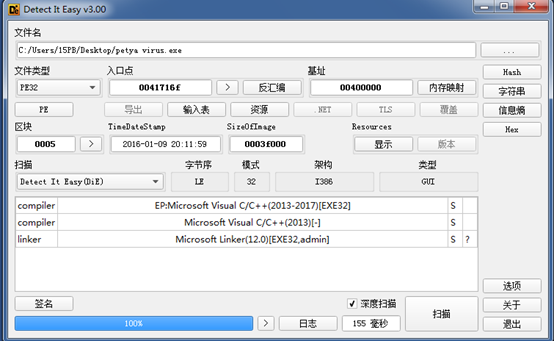 Detect It Easy v3.00
文件名
C:/Users/15PB/Desktop/petya virus.exe ...
文件类型 入口点 基址
PE32 0041716f > 反汇编 00400000 内存映射 Hash
字符串
PE 导出 输入表 资源 .NET TLS 覆盖 信息熵
区块 TimeDateStamp SizeOfImage Resources Hex
0005 > 2016-01-09 20:11:59 0003f000 显示 版本
扫描 字节序 模式 架构 类型
Detect It Easy(DiE) LE 32 I386 GUI
compiler EP:Microsoft Visual C/C++(2013-2017)[EXE32] S
compiler Microsoft Visual C/C++(2013)[-] S
linker Microsoft Linker(12.0)[EXE32,admin] S ?
选项
签名 深度扫描 扫描 关于
100% > 日志 155 毫秒 退出